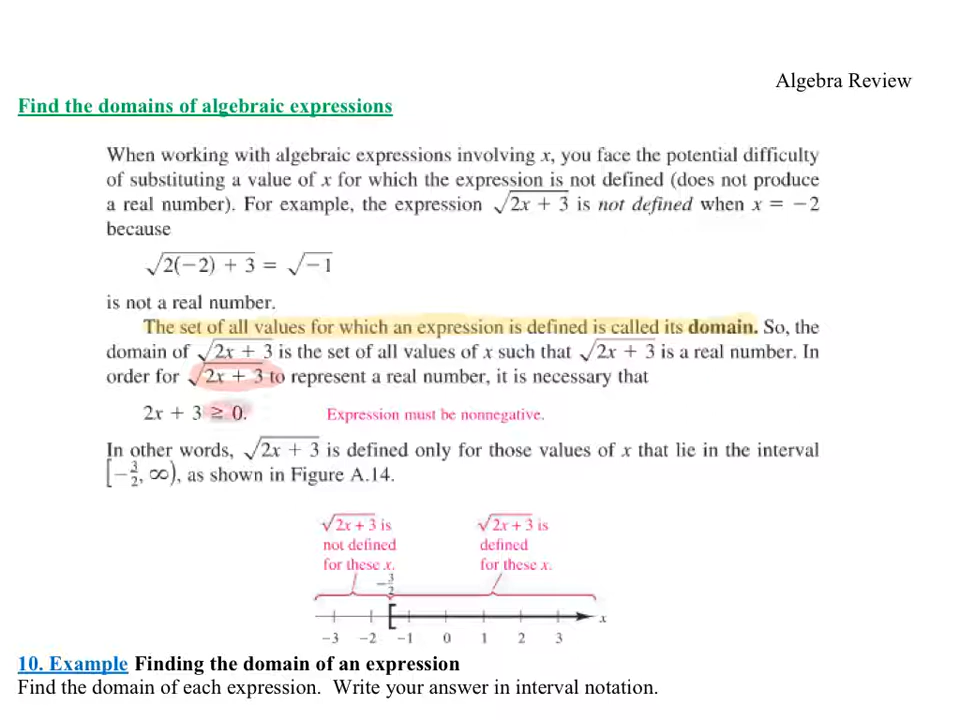 Algebra Review
Find the domains of algebraic expressions
When working with algebraic expressions involving x, you face the potential difficulty
of substituting a value of x for which the expression is not defined (does not produce
a real number). For example, the expression √(2x + 3) is not defined when x = −2
because
√(2(−2) + 3) = √(−1)
is not a real number.
The set of all values for which an expression is defined is called its domain. So, the
domain of √(2x + 3) is the set of all values of x such that √(2x + 3) is a real number. In
order for √(2x + 3) to represent a real number, it is necessary that
2x + 3 ≥ 0. Expression must be nonnegative.
In other words, √(2x + 3) is defined only for those values of x that lie in the interval
[−3/2, ∞), as shown in Figure A.14.
√(2x + 3) is √(2x + 3) is
not defined defined
for these x. for these x.
−3/2
x
−3 −2 −1 0 1 2 3
10. Example Finding the domain of an expression
Find the domain of each expression. Write your answer in interval notation.